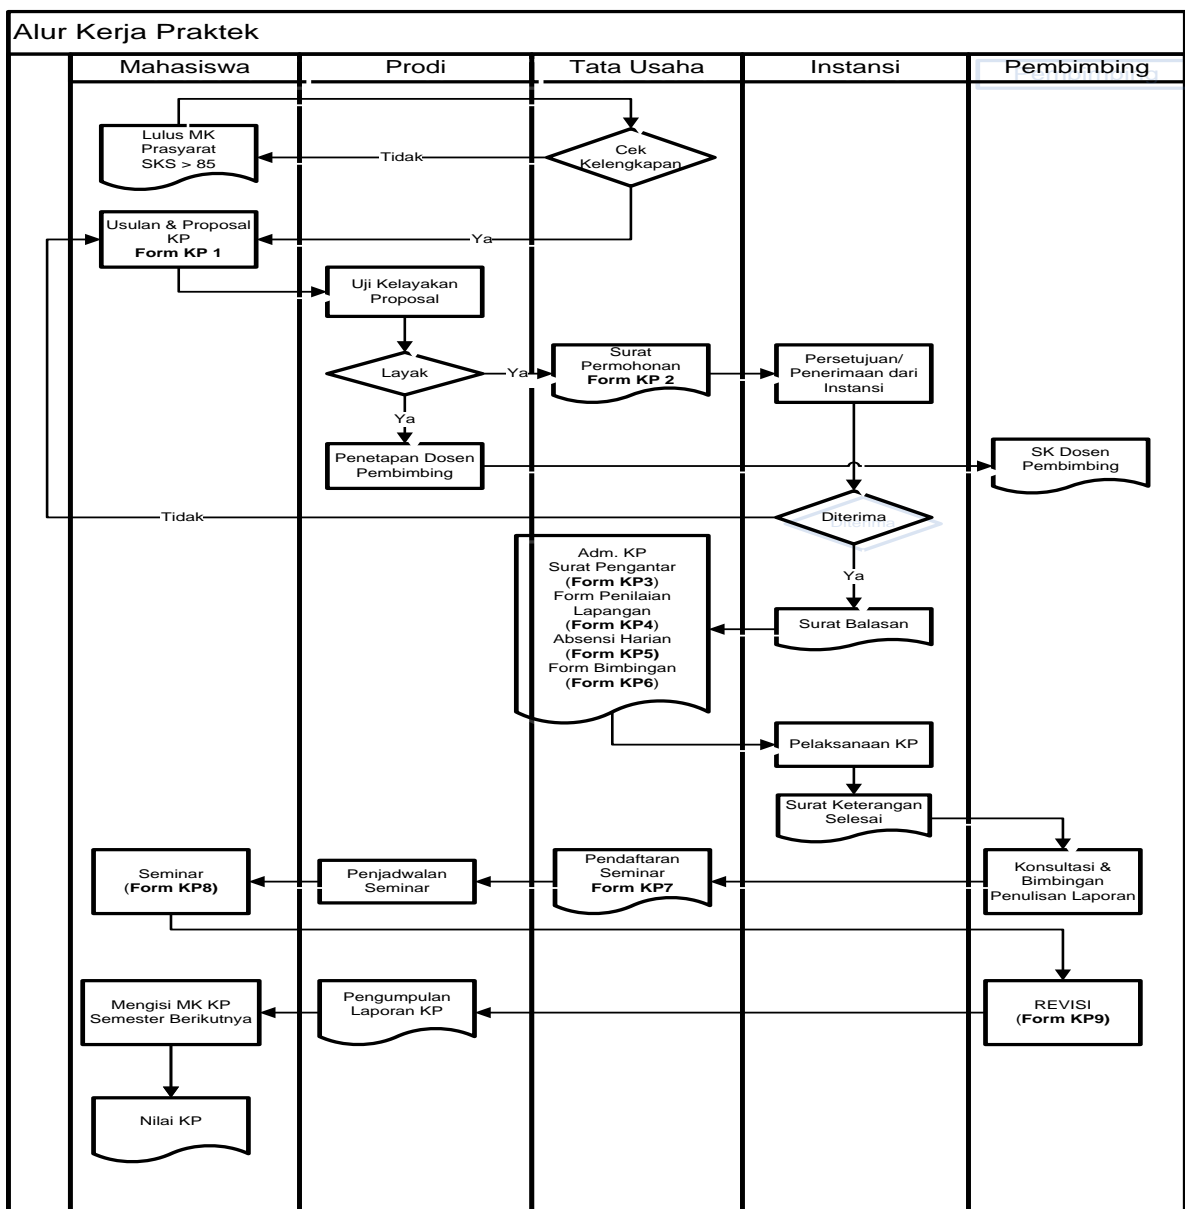 Alur Kerja Praktek
Mahasiswa
Prodi
Tata Usaha
Instansi
Pembimbing
Pembimbing
Lulus MK
Prasyarat
SKS > 85
Tidak
Cek
Kelengkapan
Usulan & Proposal
KP
Form KP 1
Ya
Uji Kelayakan
Proposal
Layak
Ya
Surat
Permohonan
Form KP 2
Persetujuan/
Penerimaan dari
Instansi
Ya
Penetapan Dosen
Pembimbing
SK Dosen
Pembimbing
Tidak
Diterima
Diterima
Ya
Adm. KP
Surat Pengantar
(Form KP3)
Form Penilaian
Lapangan
(Form KP4)
Absensi Harian
(Form KP5)
Form Bimbingan
(Form KP6)
Surat Balasan
Pelaksanaan KP
Surat Keterangan
Selesai
Seminar
(Form KP8)
Penjadwalan
Seminar
Pendaftaran
Seminar
Form KP7
Konsultasi &
Bimbingan
Penulisan Laporan
Mengisi MK KP
Semester Berikutnya
Pengumpulan
Laporan KP
REVISI
(Form KP9)
Nilai KP